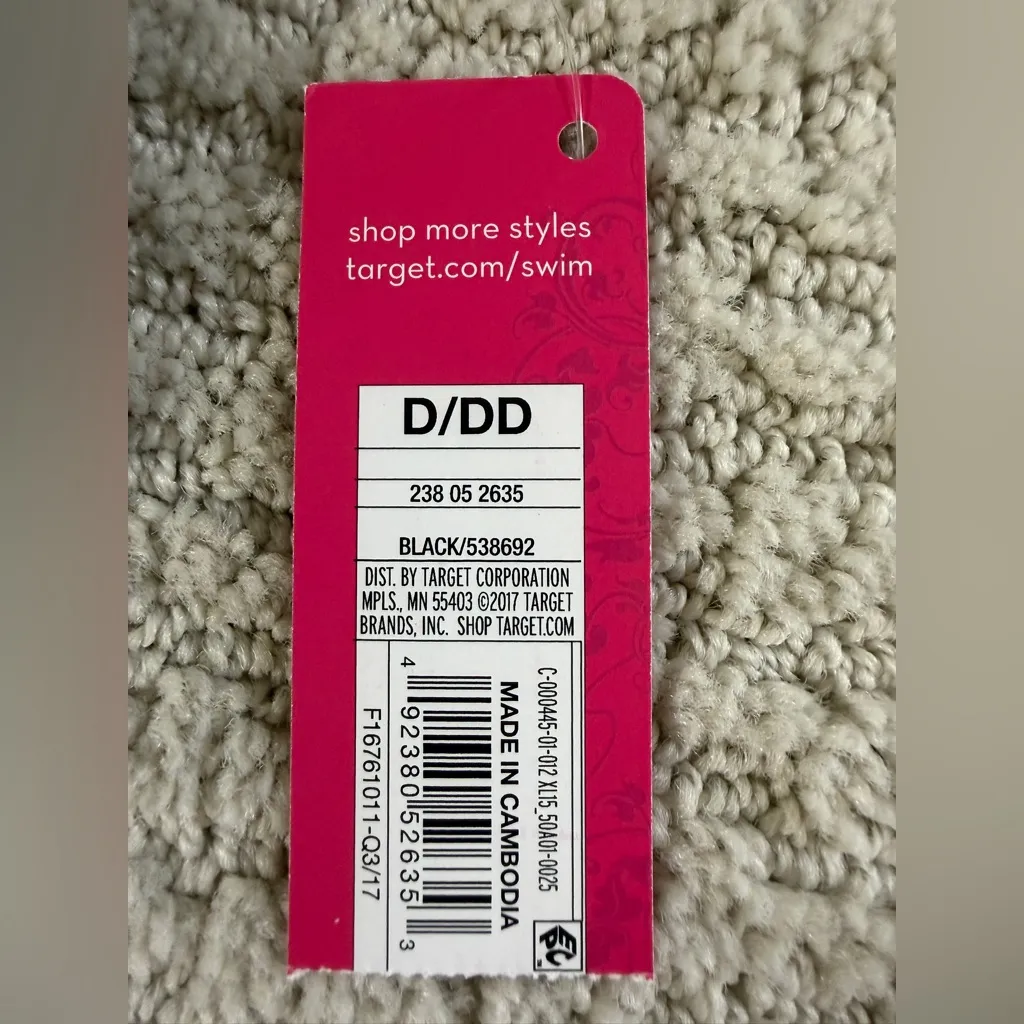 shop more styles
target.com/swim
D/DD
238 05 2635
BLACK/538692
DIST. BY TARGET CORPORATION
MPLS., MN 55403 ©2017 TARGET
BRANDS, INC. SHOP TARGET.COM
C-000445-01-012 XL15_50A01-0025
MADE IN CAMBODIA
4 92380 52635 3
F16761011-Q3/17
EC
P